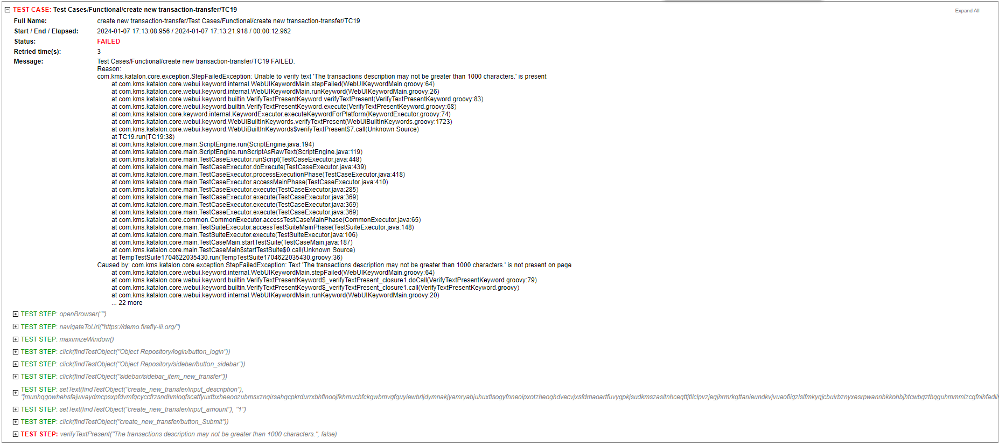 TEST CASE: Test Cases/Functional/create new transaction-transfer/TC19
Expand All
Full Name: create new transaction-transfer/Test Cases/Functional/create new transaction-transfer/TC19
Start / End / Elapsed: 2024-01-07 17:13:08.956 / 2024-01-07 17:13:21.918 / 00:00:12.962
Status: FAILED
Retried time(s): 3
Message: Test Cases/Functional/create new transaction-transfer/TC19 FAILED.
Reason:
com.kms.katalon.core.exception.StepFailedException: Unable to verify text 'The transactions description may not be greater than 1000 characters.' is present
at com.kms.katalon.core.webui.keyword.internal.WebUIKeywordMain.stepFailed(WebUIKeywordMain.groovy:64)
at com.kms.katalon.core.webui.keyword.internal.WebUIKeywordMain.runKeyword(WebUIKeywordMain.groovy:26)
at com.kms.katalon.core.webui.keyword.builtin.VerifyTextPresentKeyword.verifyTextPresent(VerifyTextPresentKeyword.groovy:83)
at com.kms.katalon.core.webui.keyword.builtin.VerifyTextPresentKeyword.execute(VerifyTextPresentKeyword.groovy:68)
at com.kms.katalon.core.keyword.internal.KeywordExecutor.executeKeywordForPlatform(KeywordExecutor.groovy:74)
at com.kms.katalon.core.webui.keyword.WebUiBuiltInKeywords.verifyTextPresent(WebUiBuiltInKeywords.groovy:1723)
at com.kms.katalon.core.webui.keyword.WebUiBuiltInKeywords$verifyTextPresent$7.call(Unknown Source)
at TC19.run(TC19:38)
at com.kms.katalon.core.main.ScriptEngine.run(ScriptEngine.java:194)
at com.kms.katalon.core.main.ScriptEngine.runScriptAsRawText(ScriptEngine.java:119)
at com.kms.katalon.core.main.TestCaseExecutor.runScript(TestCaseExecutor.java:448)
at com.kms.katalon.core.main.TestCaseExecutor.doExecute(TestCaseExecutor.java:439)
at com.kms.katalon.core.main.TestCaseExecutor.processExecutionPhase(TestCaseExecutor.java:418)
at com.kms.katalon.core.main.TestCaseExecutor.accessMainPhase(TestCaseExecutor.java:410)
at com.kms.katalon.core.main.TestCaseExecutor.execute(TestCaseExecutor.java:285)
at com.kms.katalon.core.main.TestCaseExecutor.execute(TestCaseExecutor.java:369)
at com.kms.katalon.core.main.TestCaseExecutor.execute(TestCaseExecutor.java:369)
at com.kms.katalon.core.main.TestCaseExecutor.execute(TestCaseExecutor.java:369)
at com.kms.katalon.core.common.CommonExecutor.accessTestCaseMainPhase(CommonExecutor.java:65)
at com.kms.katalon.core.main.TestSuiteExecutor.accessTestSuiteMainPhase(TestSuiteExecutor.java:148)
at com.kms.katalon.core.main.TestSuiteExecutor.execute(TestSuiteExecutor.java:106)
at com.kms.katalon.core.main.TestCaseMain.startTestSuite(TestCaseMain.java:187)
at com.kms.katalon.core.main.TestCaseMain$startTestSuite$0.call(Unknown Source)
at TempTestSuite1704622035430.run(TempTestSuite1704622035430.groovy:36)
Caused by: com.kms.katalon.core.exception.StepFailedException: Text 'The transactions description may not be greater than 1000 characters.' is not present on page
at com.kms.katalon.core.webui.keyword.internal.WebUIKeywordMain.stepFailed(WebUIKeywordMain.groovy:64)
at com.kms.katalon.core.webui.keyword.builtin.VerifyTextPresentKeyword$_verifyTextPresent_closure1.doCall(VerifyTextPresentKeyword.groovy:79)
at com.kms.katalon.core.webui.keyword.builtin.VerifyTextPresentKeyword$_verifyTextPresent_closure1.call(VerifyTextPresentKeyword.groovy)
at com.kms.katalon.core.webui.keyword.internal.WebUIKeywordMain.runKeyword(WebUIKeywordMain.groovy:20)
... 22 more
TEST STEP: openBrowser("")
TEST STEP: navigateToUrl("https://demo.firefly-iii.org/")
TEST STEP: maximizeWindow()
TEST STEP: click(findTestObject("Object Repository/login/button_login"))
TEST STEP: click(findTestObject("Object Repository/sidebar/button_sidebar"))
TEST STEP: click(findTestObject("sidebar/sidebar_item_new_transfer"))
TEST STEP: setText(findTestObject("create_new_transfer/input_description"),
TEST STEP: setText(findTestObject("create_new_transfer/input_amount"), "1")
TEST STEP: click(findTestObject("create_new_transfer/button_Submit"))
TEST STEP: verifyTextPresent("The transactions description may not be greater than 1000 characters.", false)